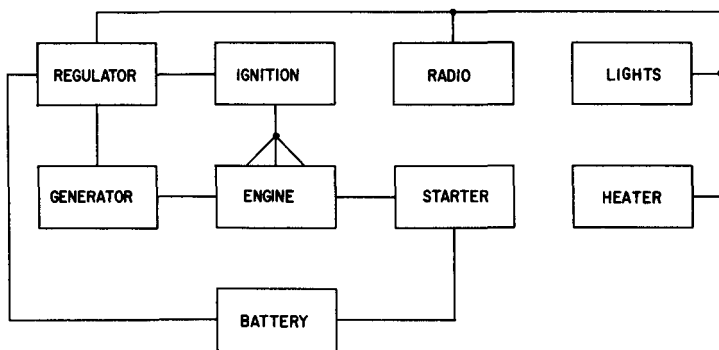 REGULATOR
IGNITION
RADIO
LIGHTS
GENERATOR
ENGINE
STARTER
HEATER
BATTERY